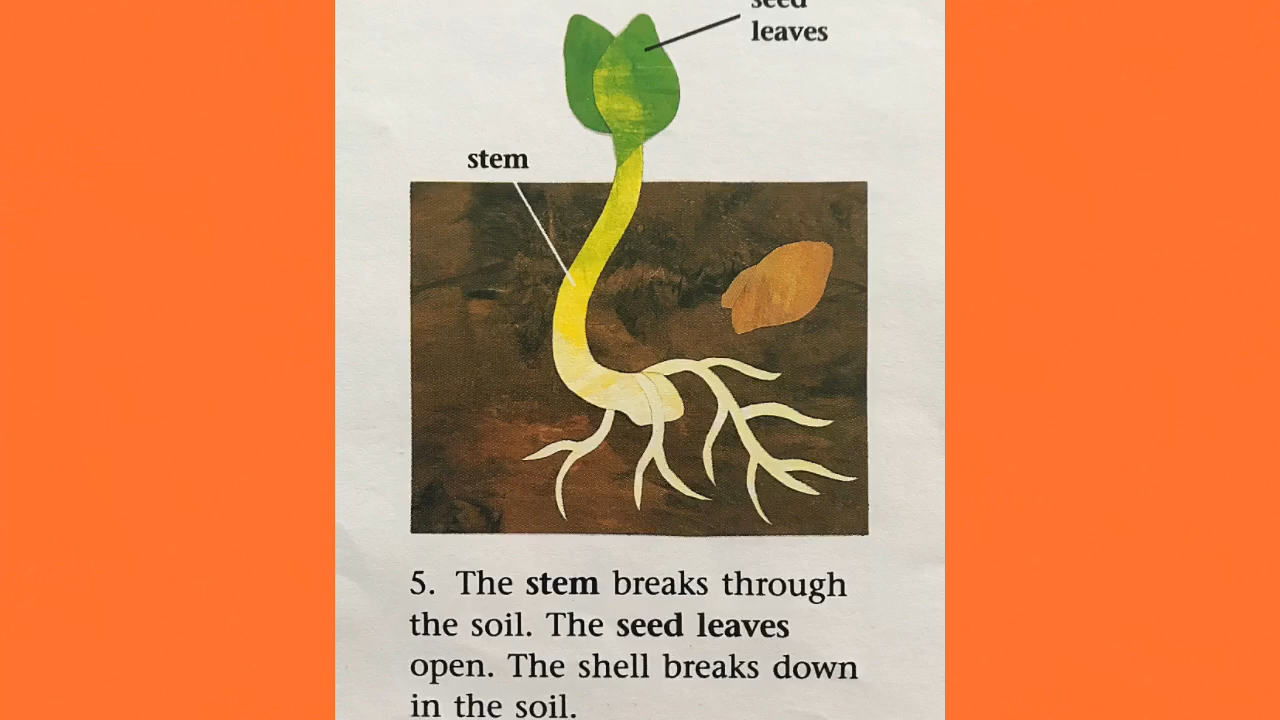 seed
leaves
stem
5. The stem breaks through
the soil. The seed leaves
open. The shell breaks down
in the soil.